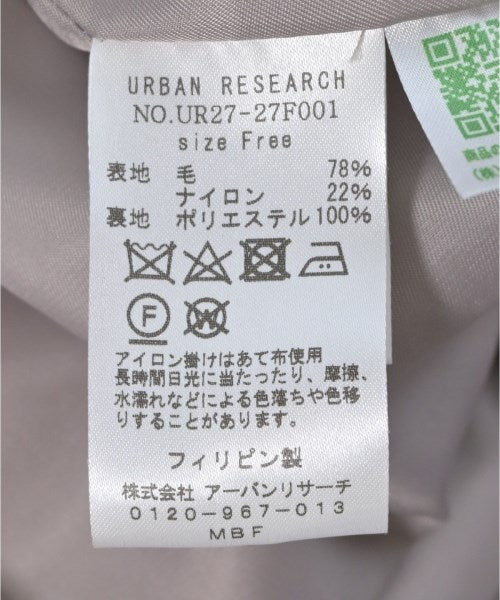 URBAN RESEARCH
NO.UR27-27F001
size Free
表地 毛 78%
ナイロン 22%
裏地 ポリエステル 100%
F W
アイロン掛けはあて布使用
長時間日光に当たったり、摩擦、
水濡れなどによる色落ちや色移
りすることがあります。
フィリピン製
株式会社 アーバンリサーチ
0120-967-013
MBF
商品の
(株)